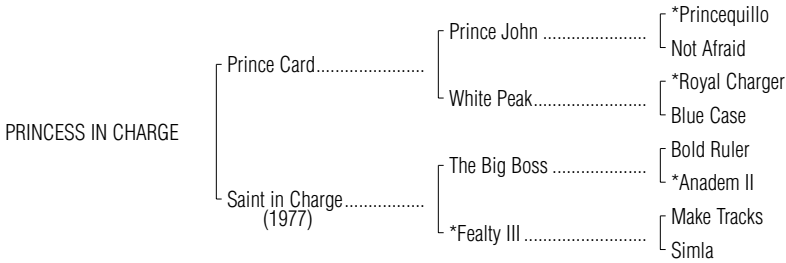 *Princequillo
Prince John ......................
Not Afraid
Prince Card.......................
*Royal Charger
White Peak........................
Blue Case
PRINCESS IN CHARGE
Bold Ruler
The Big Boss ....................
*Anadem II
Saint in Charge.................
(1977)
Make Tracks
*Fealty III ..........................
Simla